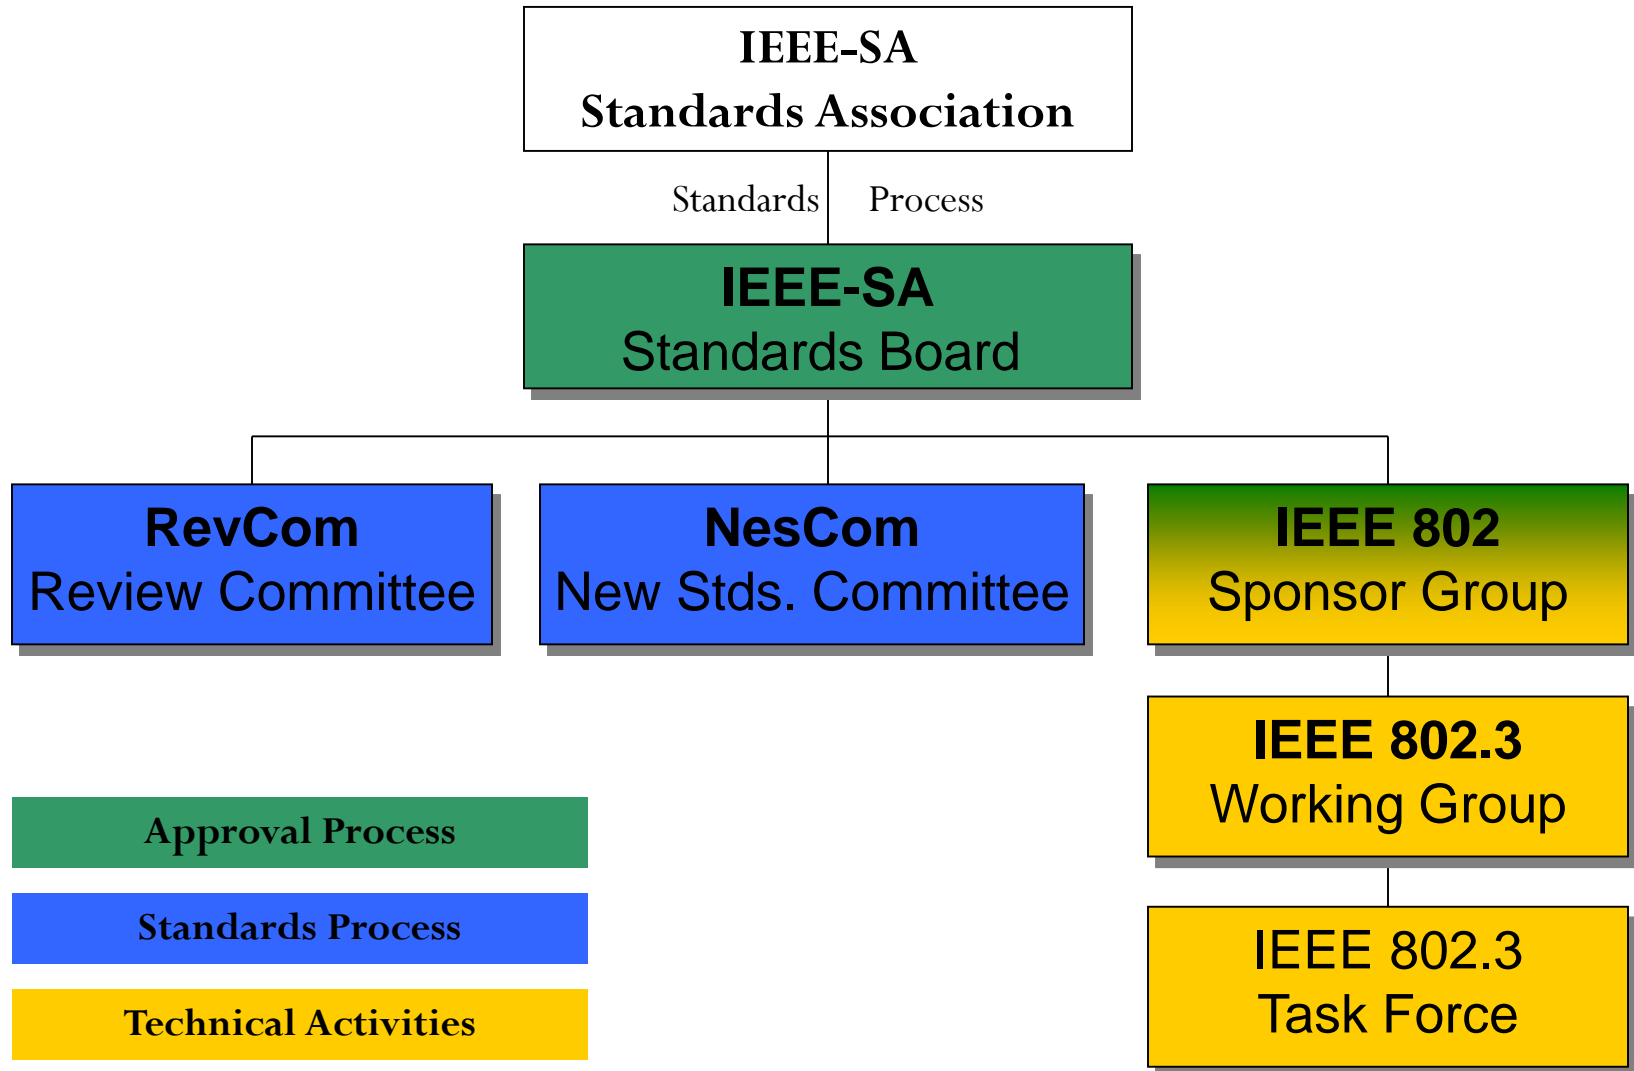 IEEE-SA
Standards Association
Standards Process
IEEE-SA
Standards Board
RevCom
Review Committee
NesCom
New Stds. Committee
IEEE 802
Sponsor Group
IEEE 802.3
Working Group
IEEE 802.3
Task Force
Approval Process
Standards Process
Technical Activities